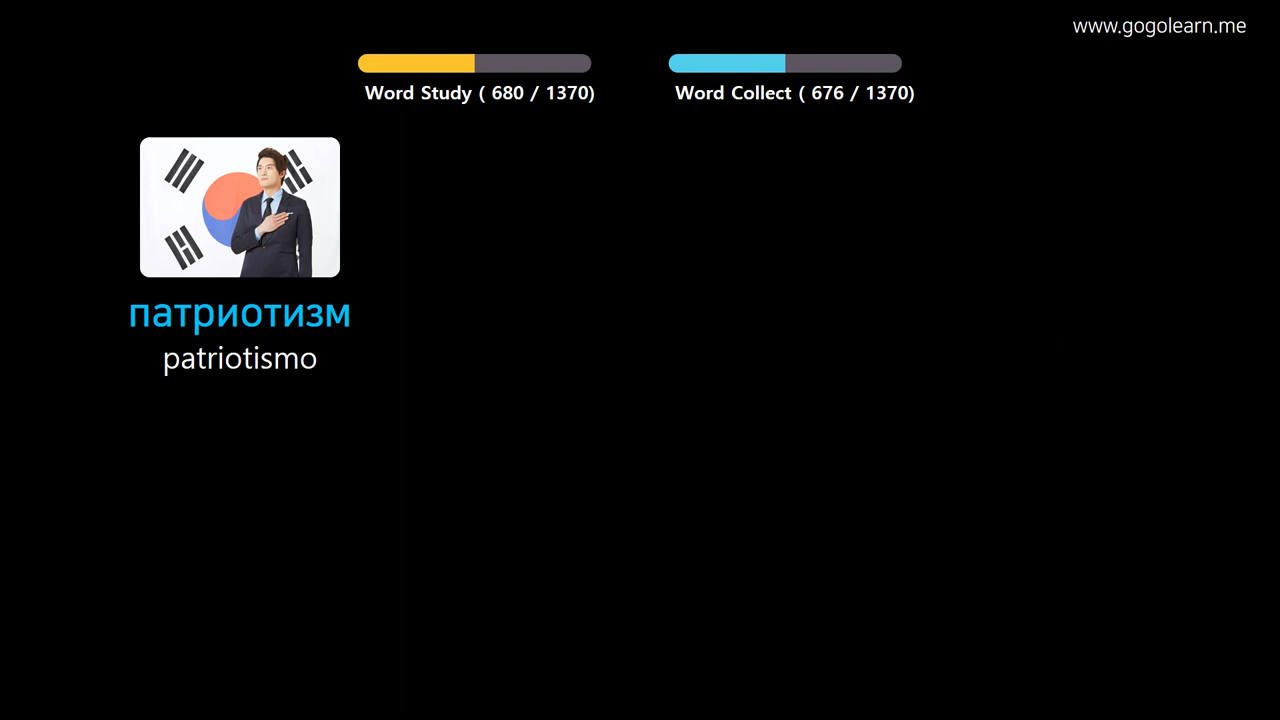 www.gogolearn.me
Word Study ( 680 / 1370)
Word Collect ( 676 / 1370)
патриотизм
patriotismo